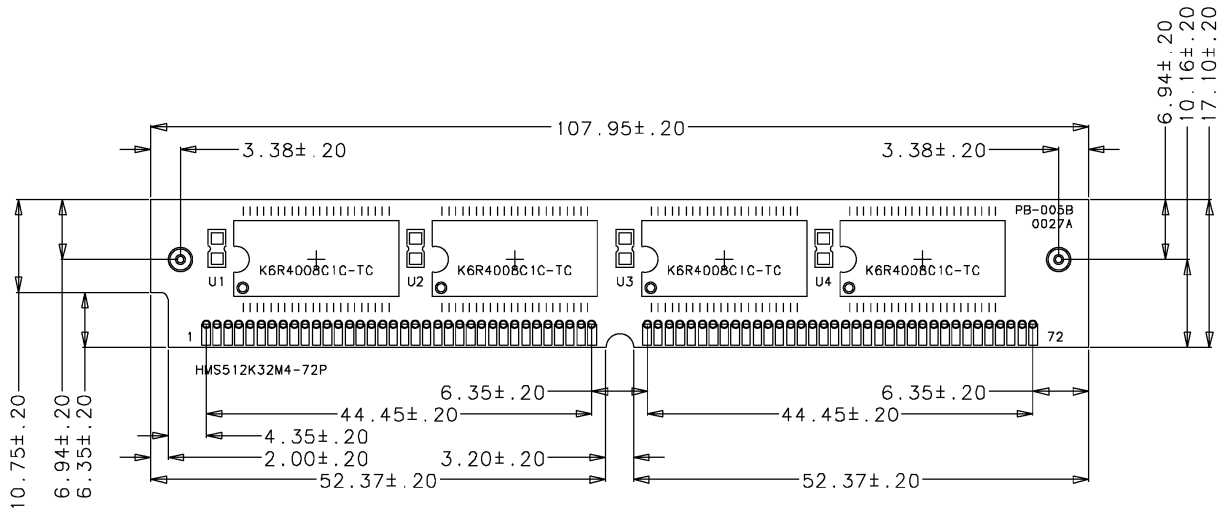 6.94±.20
10.16±.20
17.10±.20
107.95±.20
3.38±.20
3.38±.20
PB-005B
0027A
K6R4008C1C-TC
K6R4008C1C-TC
K6R4008C1C-TC
K6R4008C1C-TC
U1
U2
U3
U4
1
72
HMS512K32M4-72P
6.35±.20
6.35±.20
44.45±.20
44.45±.20
4.35±.20
2.00±.20
3.20±.20
52.37±.20
52.37±.20
10.75±.20
6.94±.20
6.35±.20